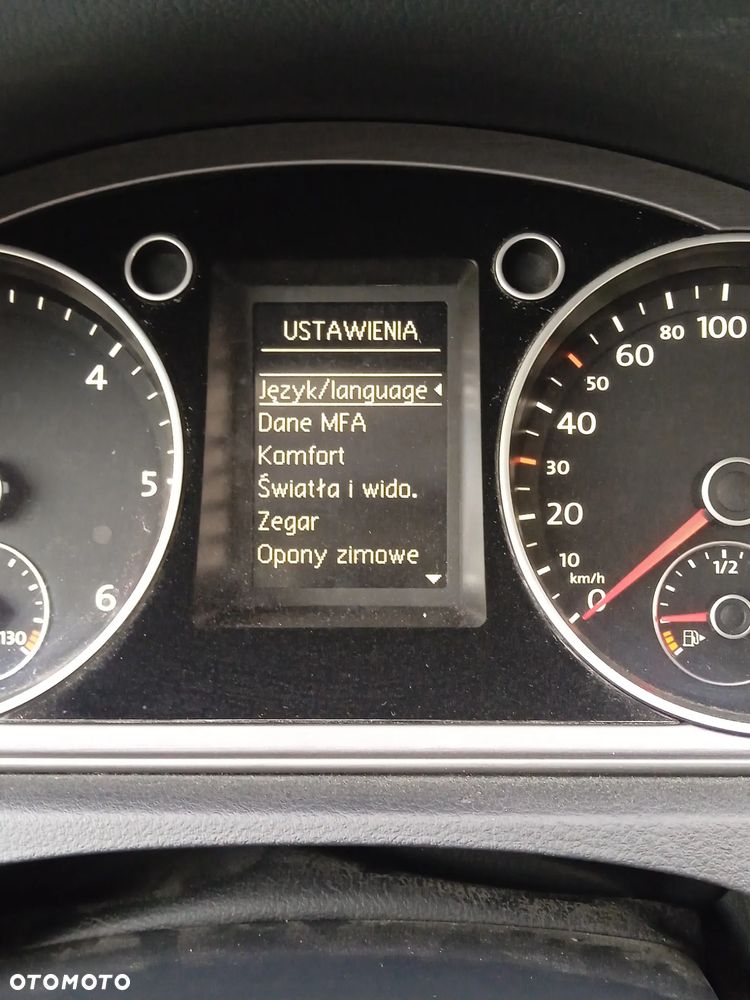 USTAWIENIA
Język/language
Dane MFA
Komfort
Światła i wido.
Zegar
Opony zimowe
4
5
6
130
100
80
60
50
40
30
20
10
km/h
0
1/2
OTOMOTO